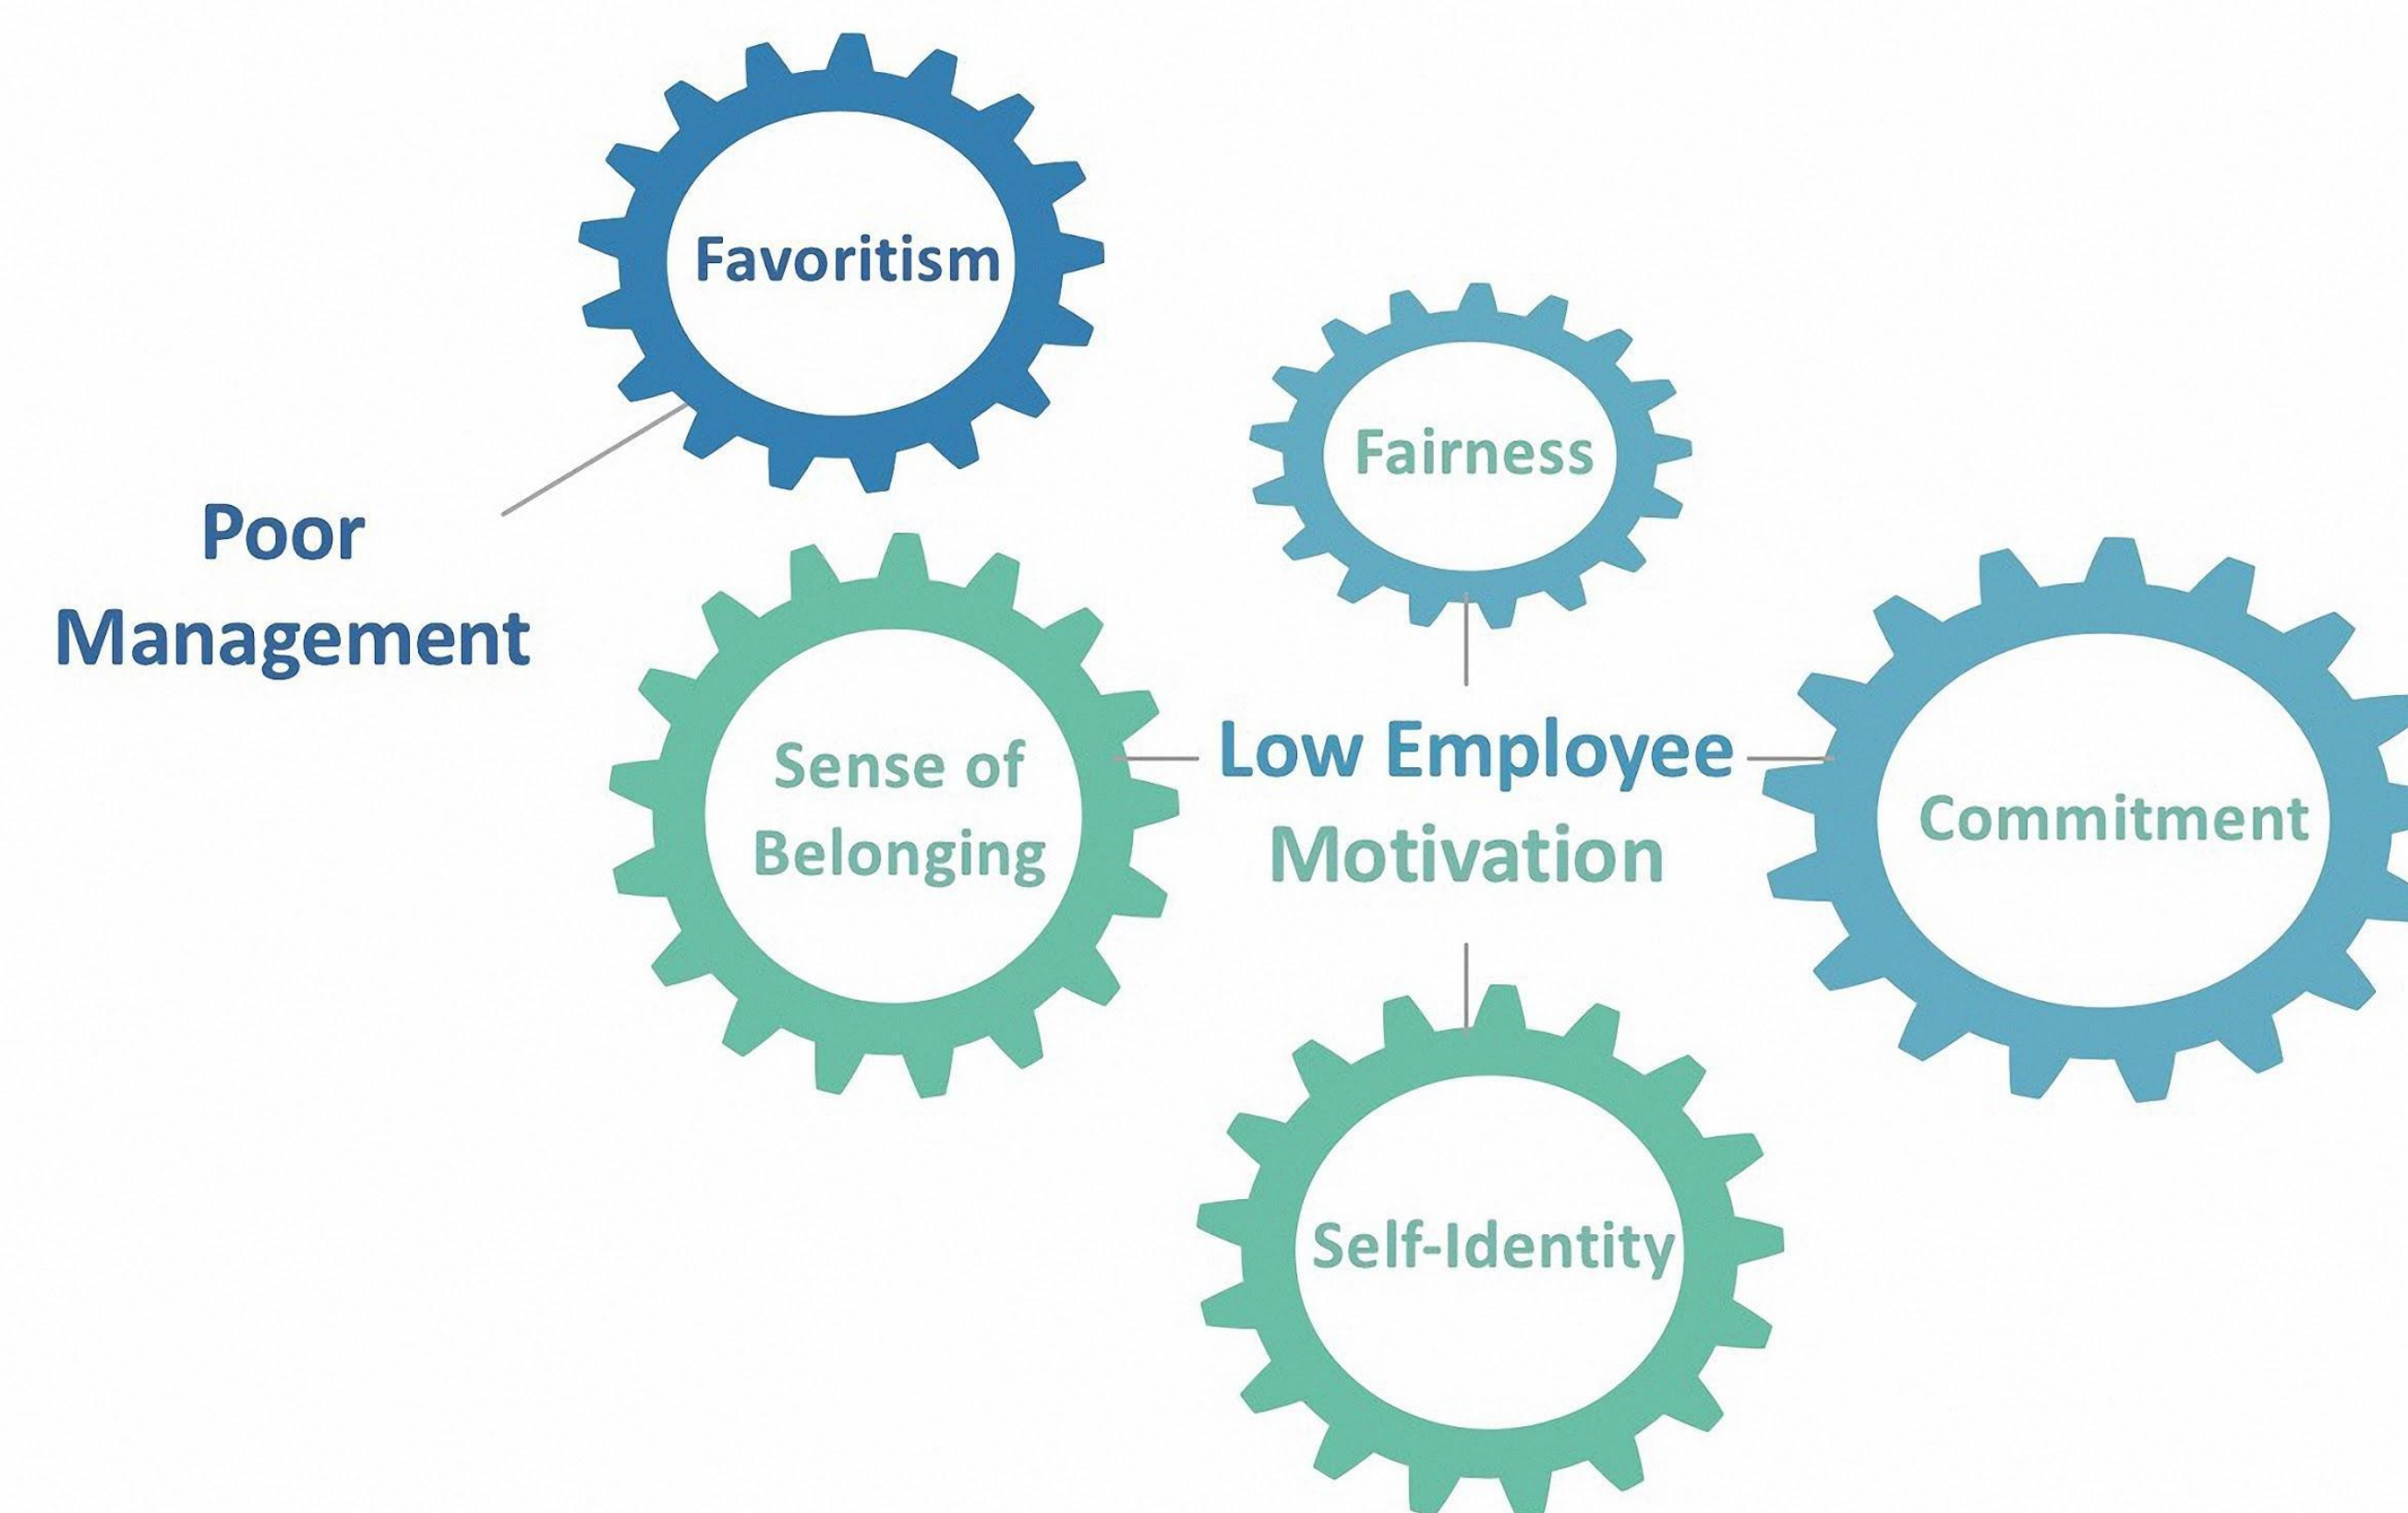 Favoritism
Poor
Management
Fairness
Sense of
Belonging
Low Employee
Motivation
Commitment
Self-Identity